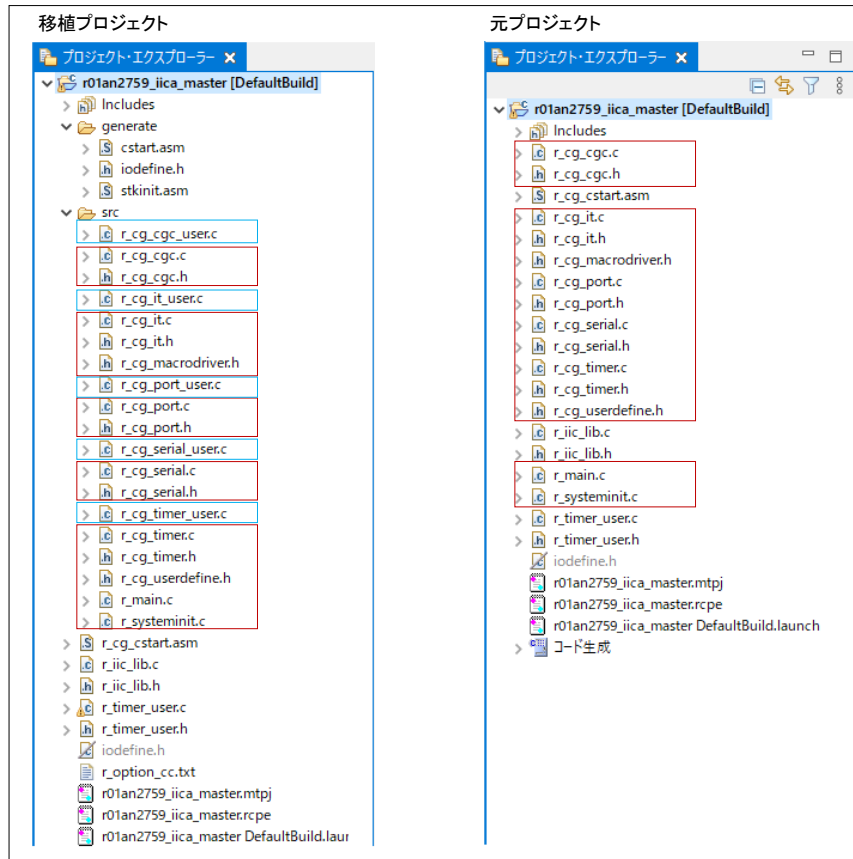 移植プロジェクト
プロジェクト・エクスプローラー
r01an2759_iica_master [DefaultBuild]
Includes
generate
cstart.asm
iodefine.h
stkinit.asm
src
r_cg_cgc_user.c
r_cg_cgc.c
r_cg_cgc.h
r_cg_it_user.c
r_cg_it.c
r_cg_it.h
r_cg_macrodriver.h
r_cg_port_user.c
r_cg_port.c
r_cg_port.h
r_cg_serial_user.c
r_cg_serial.c
r_cg_serial.h
r_cg_timer_user.c
r_cg_timer.c
r_cg_timer.h
r_cg_userdefine.h
r_main.c
r_systeminit.c
r_cg_cstart.asm
r_iic_lib.c
r_iic_lib.h
r_timer_user.c
r_timer_user.h
iodefine.h
r_option_cc.txt
r01an2759_iica_master.mtpj
r01an2759_iica_master.rcpe
r01an2759_iica_master DefaultBuild.laur
元プロジェクト
プロジェクト・エクスプローラー
r01an2759_iica_master [DefaultBuild]
Includes
r_cg_cgc.c
r_cg_cgc.h
r_cg_cstart.asm
r_cg_it.c
r_cg_it.h
r_cg_macrodriver.h
r_cg_port.c
r_cg_port.h
r_cg_serial.c
r_cg_serial.h
r_cg_timer.c
r_cg_timer.h
r_cg_userdefine.h
r_iic_lib.c
r_iic_lib.h
r_main.c
r_systeminit.c
r_timer_user.c
r_timer_user.h
iodefine.h
r01an2759_iica_master.mtpj
r01an2759_iica_master.rcpe
r01an2759_iica_master DefaultBuild.launch
コード生成